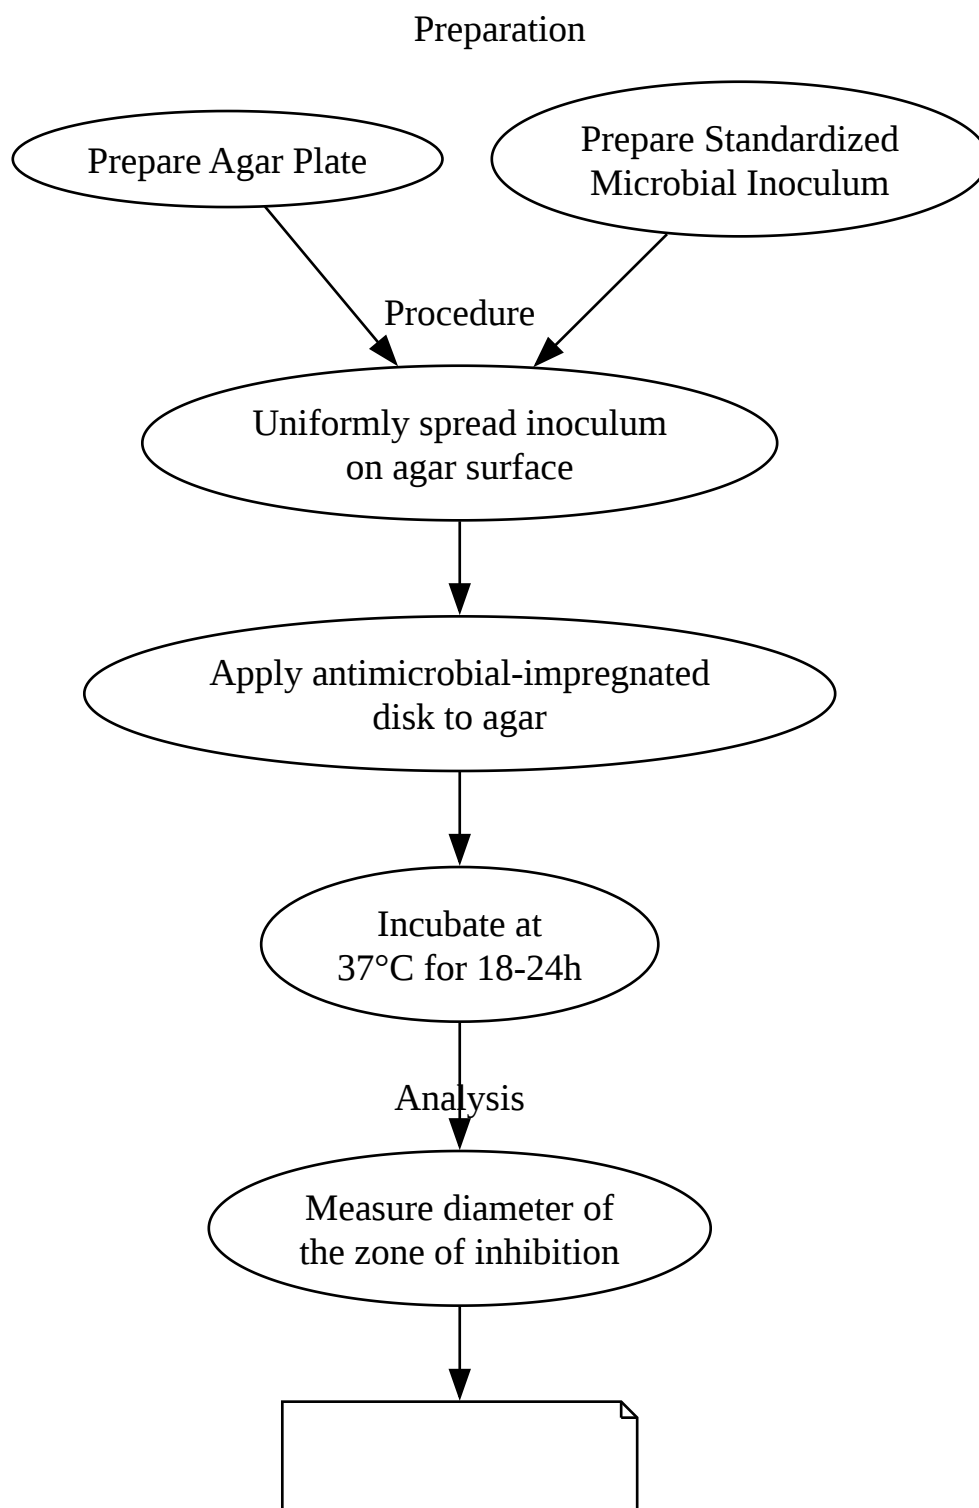 Preparation
Prepare Agar Plate
Prepare Standardized
Microbial Inoculum
Procedure
Uniformly spread inoculum
on agar surface
Apply antimicrobial-impregnated
disk to agar
Incubate at
37°C for 18-24h
Analysis
Measure diameter of
the zone of inhibition